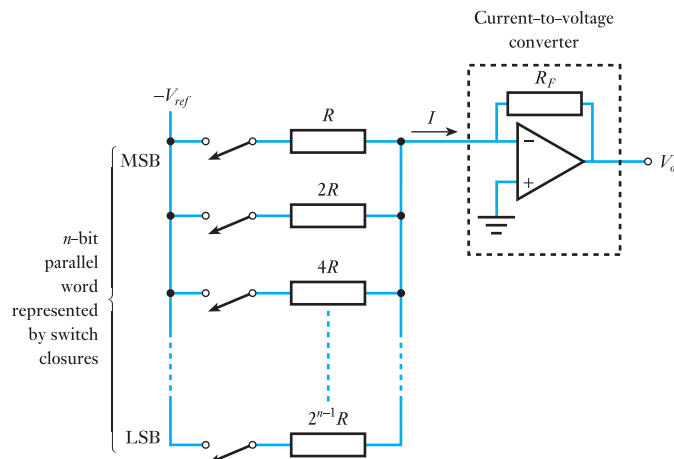 Current–to–voltage
converter
R_F
−V_ref
R
I
−
MSB
+
V_o
2R
n–bit
parallel
word
represented
by switch
closures
4R
LSB
2^{n−1}R